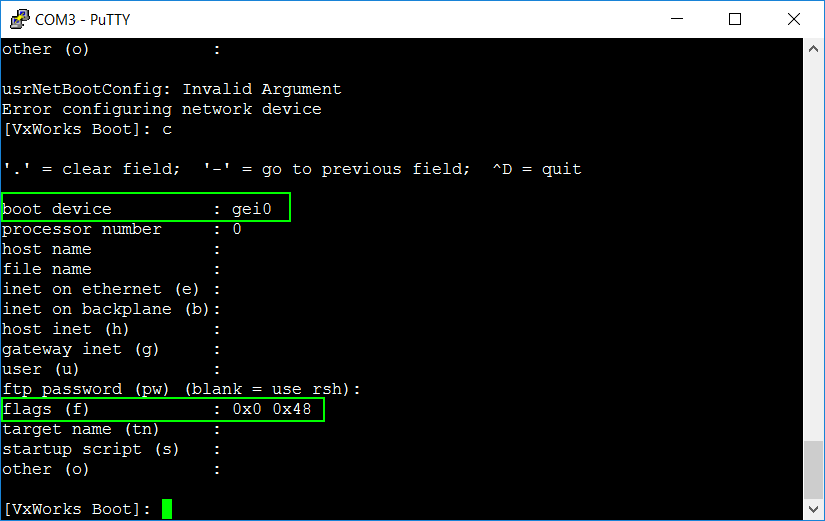 COM3 - PuTTY
other (o)            :
usrNetBootConfig: Invalid Argument
Error configuring network device
[VxWorks Boot]: c
'.' = clear field;  '-' = go to previous field;  ^D = quit
boot device          : gei0
processor number     : 0
host name            :
file name            :
inet on ethernet (e) :
inet on backplane (b):
host inet (h)        :
gateway inet (g)     :
user (u)             :
ftp password (pw) (blank = use rsh):
flags (f)            : 0x0 0x48
target name (tn)     :
startup script (s)   :
other (o)            :
[VxWorks Boot]: